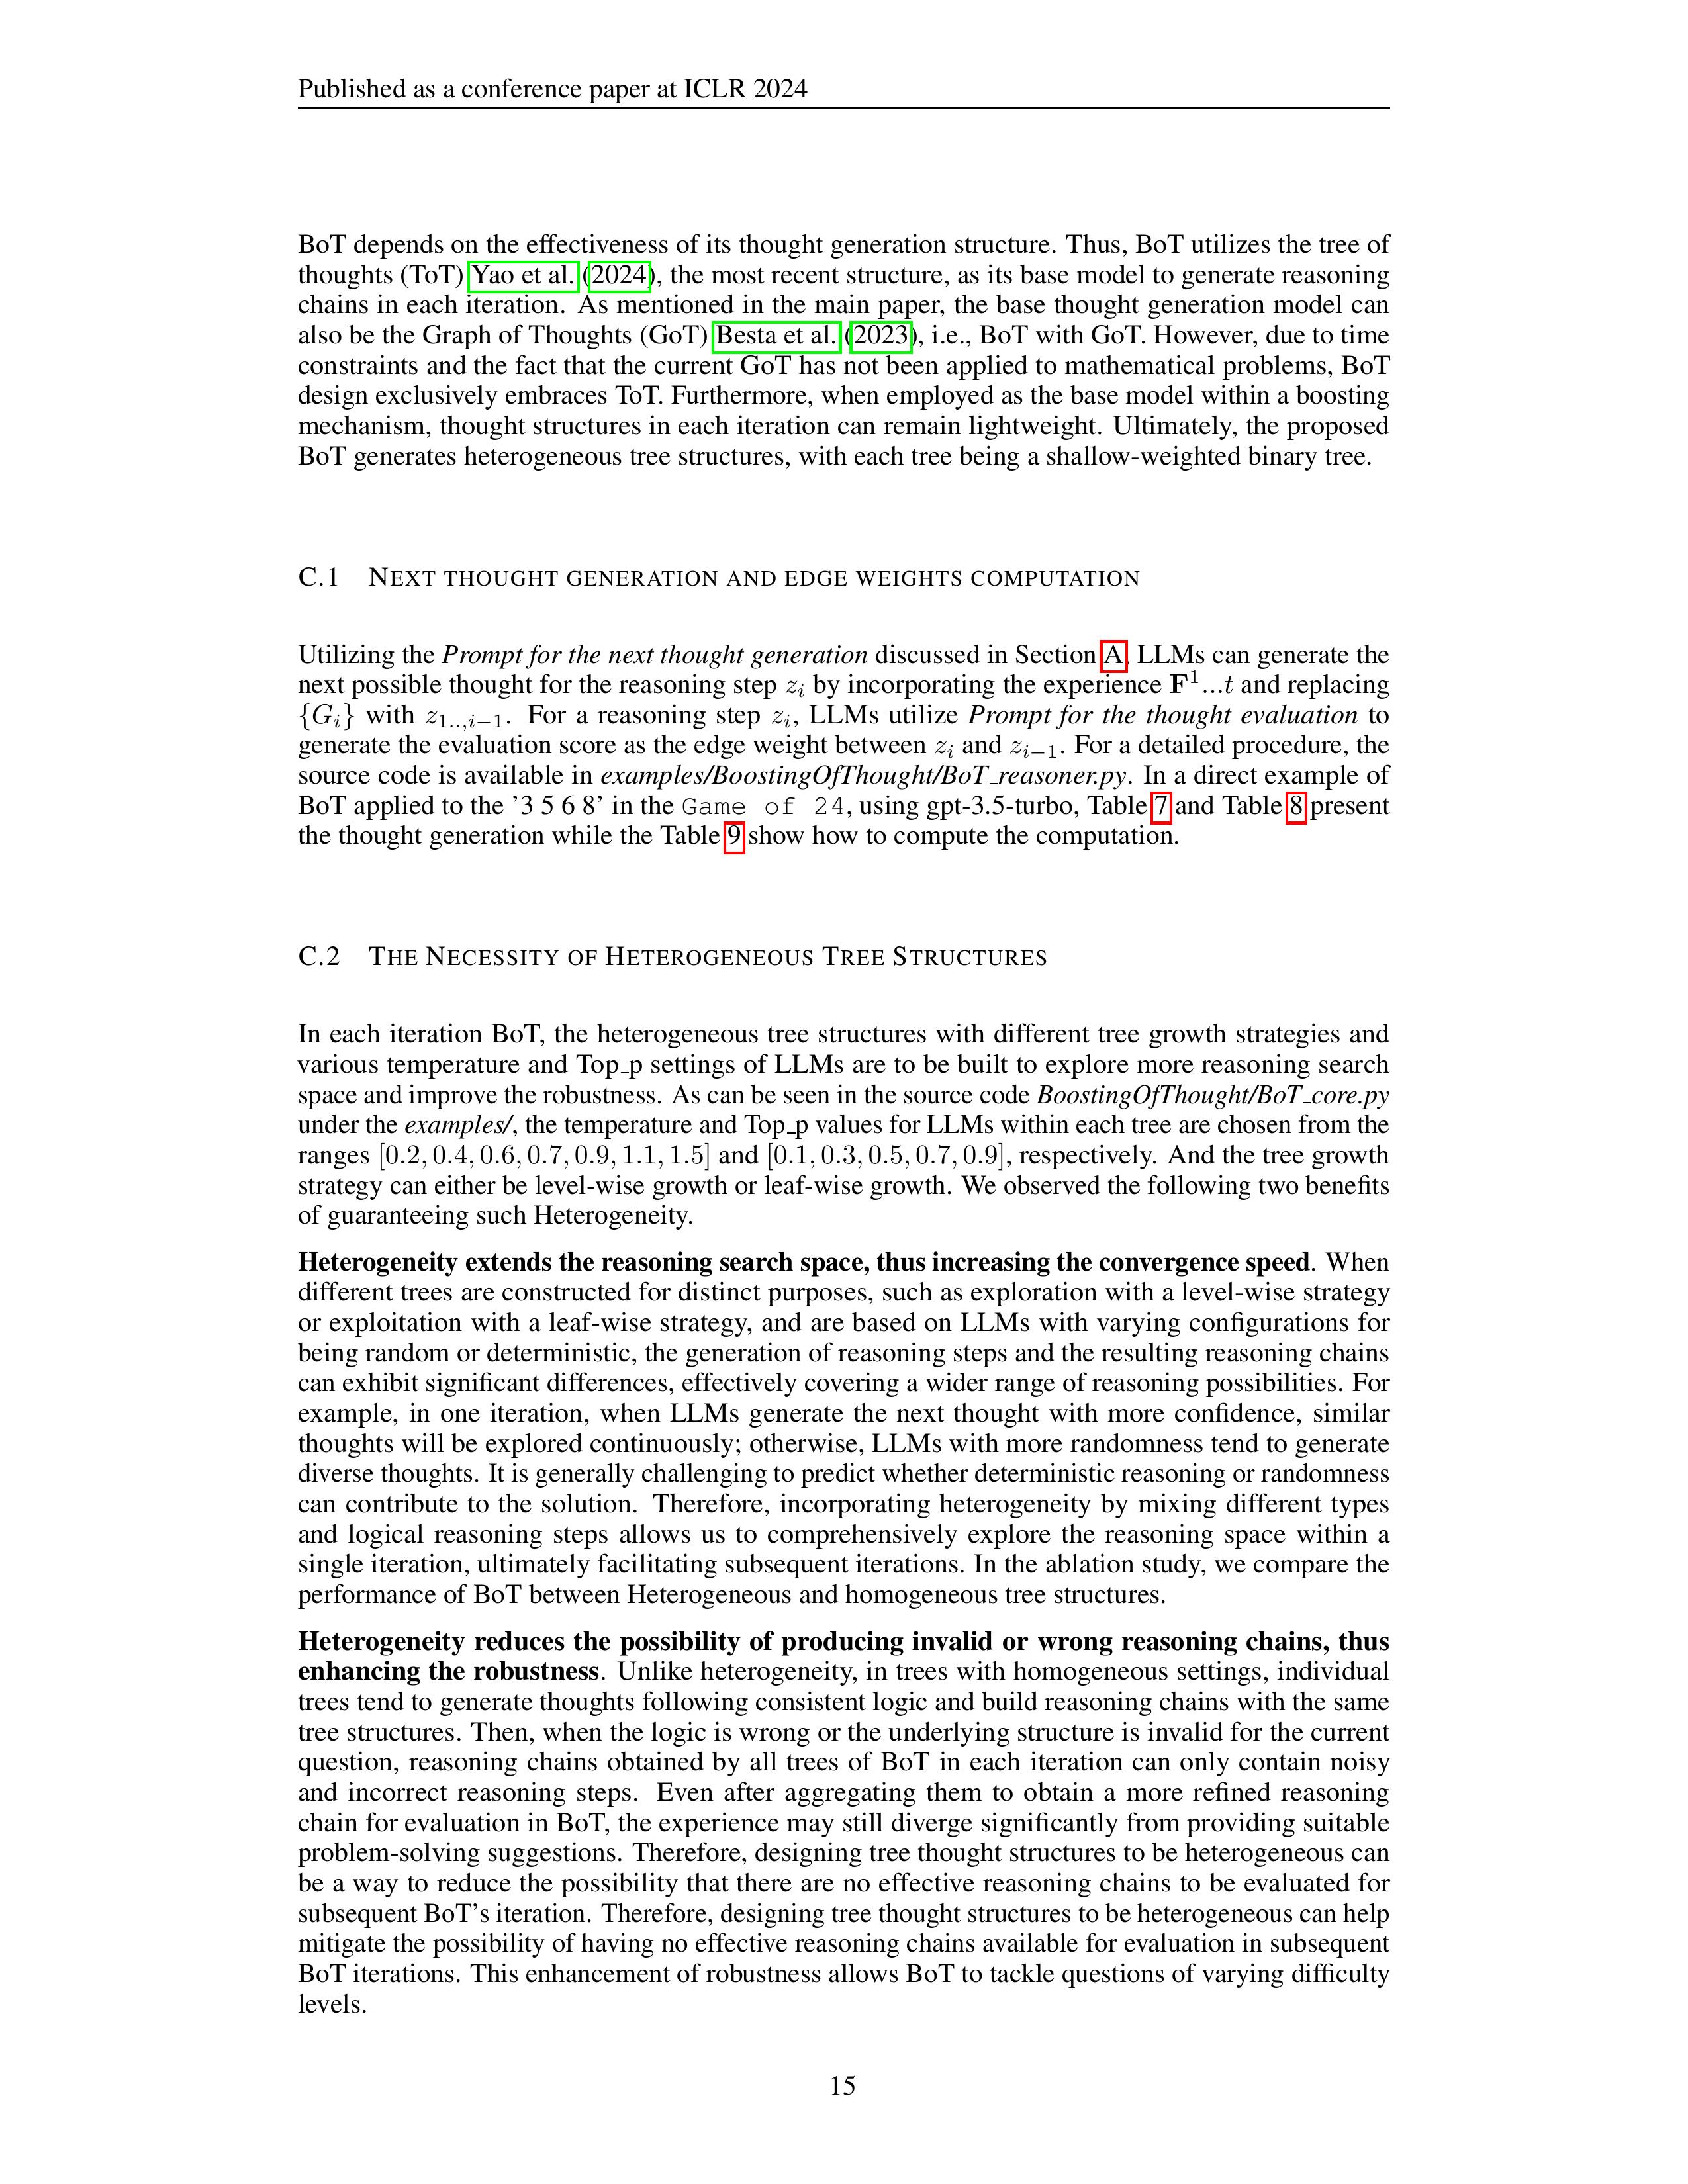 Published as a conference paper at ICLR 2024
BoT depends on the effectiveness of its thought generation structure. Thus, BoT utilizes the tree of
thoughts (ToT) Yao et al. (2024), the most recent structure, as its base model to generate reasoning
chains in each iteration. As mentioned in the main paper, the base thought generation model can
also be the Graph of Thoughts (GoT) Besta et al. (2023), i.e., BoT with GoT. However, due to time
constraints and the fact that the current GoT has not been applied to mathematical problems, BoT
design exclusively embraces ToT. Furthermore, when employed as the base model within a boosting
mechanism, thought structures in each iteration can remain lightweight. Ultimately, the proposed
BoT generates heterogeneous tree structures, with each tree being a shallow-weighted binary tree.
C.1 NEXT THOUGHT GENERATION AND EDGE WEIGHTS COMPUTATION
Utilizing the Prompt for the next thought generation discussed in Section A, LLMs can generate the
next possible thought for the reasoning step z_i by incorporating the experience F^1...t and replacing
{G_i} with z_{1..,i−1}. For a reasoning step z_i, LLMs utilize Prompt for the thought evaluation to
generate the evaluation score as the edge weight between z_i and z_{i−1}. For a detailed procedure, the
source code is available in examples/BoostingOfThought/BoT_reasoner.py. In a direct example of
BoT applied to the ’3 5 6 8’ in the Game of 24, using gpt-3.5-turbo, Table 7 and Table 8 present
the thought generation while the Table 9 show how to compute the computation.
C.2 THE NECESSITY OF HETEROGENEOUS TREE STRUCTURES
In each iteration BoT, the heterogeneous tree structures with different tree growth strategies and
various temperature and Top_p settings of LLMs are to be built to explore more reasoning search
space and improve the robustness. As can be seen in the source code BoostingOfThought/BoT_core.py
under the examples/, the temperature and Top_p values for LLMs within each tree are chosen from the
ranges [0.2, 0.4, 0.6, 0.7, 0.9, 1.1, 1.5] and [0.1, 0.3, 0.5, 0.7, 0.9], respectively. And the tree growth
strategy can either be level-wise growth or leaf-wise growth. We observed the following two benefits
of guaranteeing such Heterogeneity.
Heterogeneity extends the reasoning search space, thus increasing the convergence speed. When
different trees are constructed for distinct purposes, such as exploration with a level-wise strategy
or exploitation with a leaf-wise strategy, and are based on LLMs with varying configurations for
being random or deterministic, the generation of reasoning steps and the resulting reasoning chains
can exhibit significant differences, effectively covering a wider range of reasoning possibilities. For
example, in one iteration, when LLMs generate the next thought with more confidence, similar
thoughts will be explored continuously; otherwise, LLMs with more randomness tend to generate
diverse thoughts. It is generally challenging to predict whether deterministic reasoning or randomness
can contribute to the solution. Therefore, incorporating heterogeneity by mixing different types
and logical reasoning steps allows us to comprehensively explore the reasoning space within a
single iteration, ultimately facilitating subsequent iterations. In the ablation study, we compare the
performance of BoT between Heterogeneous and homogeneous tree structures.
Heterogeneity reduces the possibility of producing invalid or wrong reasoning chains, thus
enhancing the robustness. Unlike heterogeneity, in trees with homogeneous settings, individual
trees tend to generate thoughts following consistent logic and build reasoning chains with the same
tree structures. Then, when the logic is wrong or the underlying structure is invalid for the current
question, reasoning chains obtained by all trees of BoT in each iteration can only contain noisy
and incorrect reasoning steps. Even after aggregating them to obtain a more refined reasoning
chain for evaluation in BoT, the experience may still diverge significantly from providing suitable
problem-solving suggestions. Therefore, designing tree thought structures to be heterogeneous can
be a way to reduce the possibility that there are no effective reasoning chains to be evaluated for
subsequent BoT’s iteration. Therefore, designing tree thought structures to be heterogeneous can help
mitigate the possibility of having no effective reasoning chains available for evaluation in subsequent
BoT iterations. This enhancement of robustness allows BoT to tackle questions of varying difficulty
levels.
15